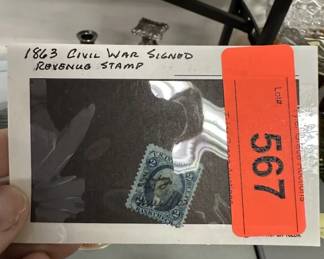 1863 CIVIL WAR SIGNED
REVENUE STAMP
Lot#
567